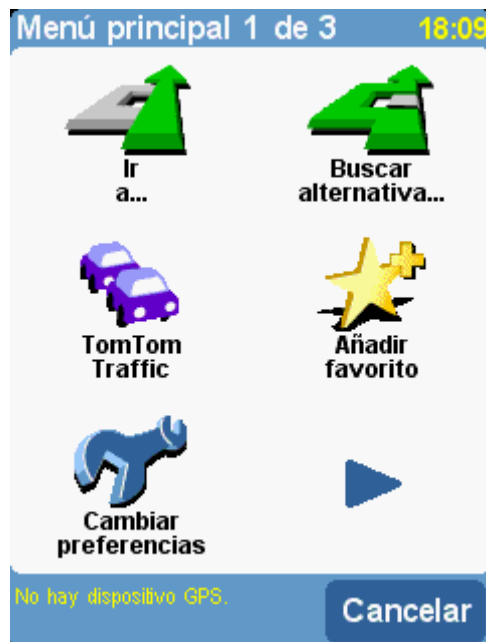 Menú principal 1 de 3 18:09
Ir
a...
Buscar
alternativa...
TomTom
Traffic
Añadir
favorito
Cambiar
preferencias
No hay dispositivo GPS.
Cancelar